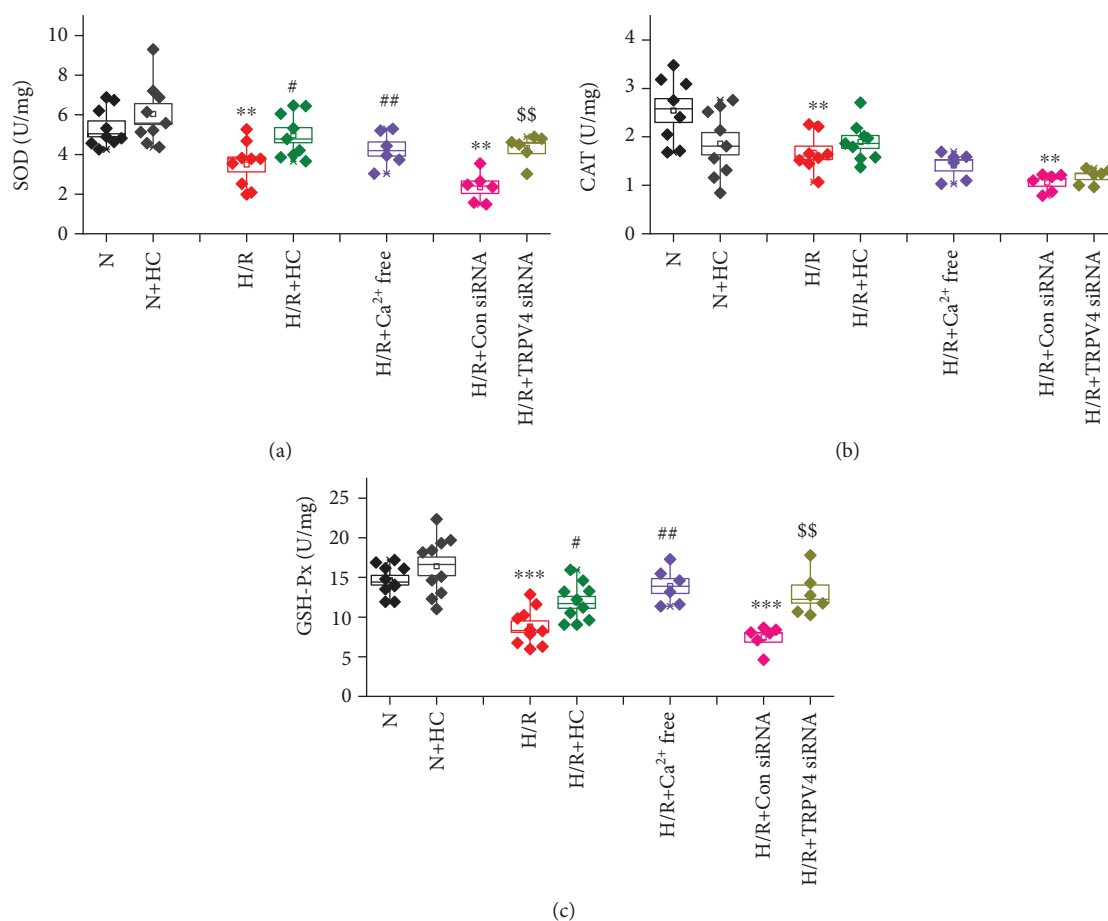 10
8
6
4
2
0
SOD (U/mg)
**
#
##
**
$$
N
N+HC
H/R
H/R+HC
H/R+Ca²⁺ free
H/R+Con siRNA
H/R+TRPV4 siRNA
(a)
4
3
2
1
0
CAT (U/mg)
**
**
N
N+HC
H/R
H/R+HC
H/R+Ca²⁺ free
H/R+Con siRNA
H/R+TRPV4 siRNA
(b)
25
20
15
10
5
0
GSH-Px (U/mg)
***
#
##
***
$$
N
N+HC
H/R
H/R+HC
H/R+Ca²⁺ free
H/R+Con siRNA
H/R+TRPV4 siRNA
(c)